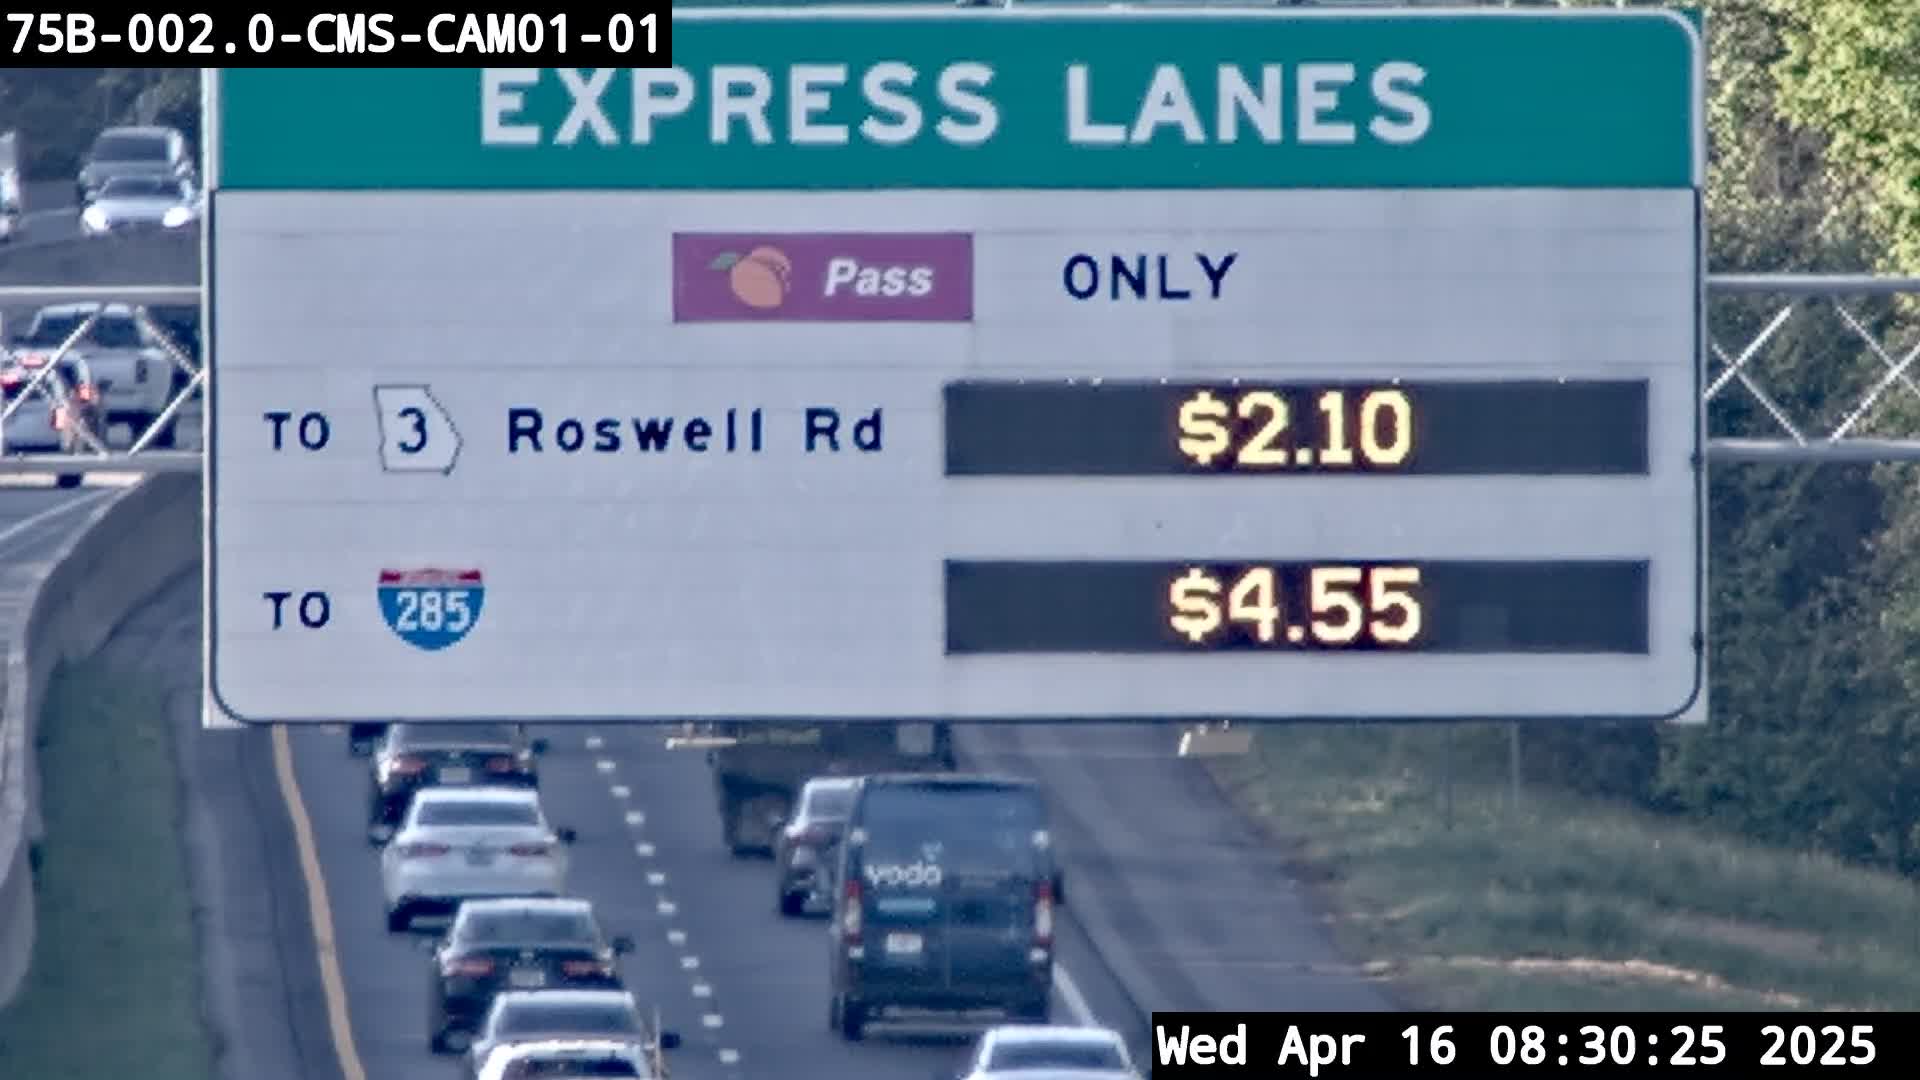 75B-002.0-CMS-CAM01-01
EXPRESS LANES
Pass ONLY
TO 3 Roswell Rd $2.10
TO 285 $4.55
yoda
Wed Apr 16 08:30:25 2025